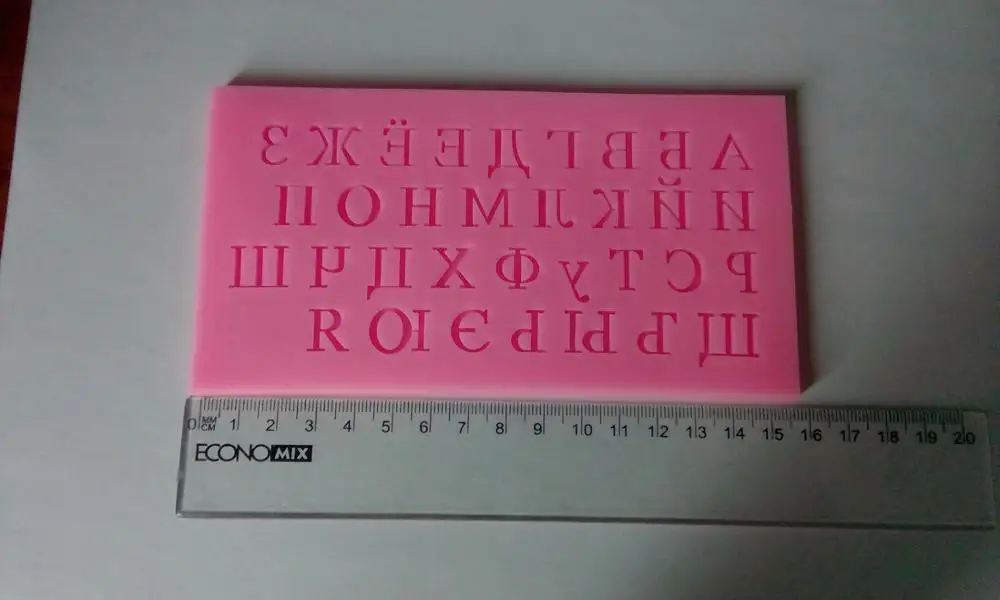 А Б В Г Д Е Ё Ж З
И Й К Л М Н О П
Р С Т У Ф Х Ц Ч Ш
Щ Ъ Ы Ь Э Ю Я
0 MM CM 1 2 3 4 5 6 7 8 9 10 11 12 13 14 15 16 17 18 19 20
ECONOMIX